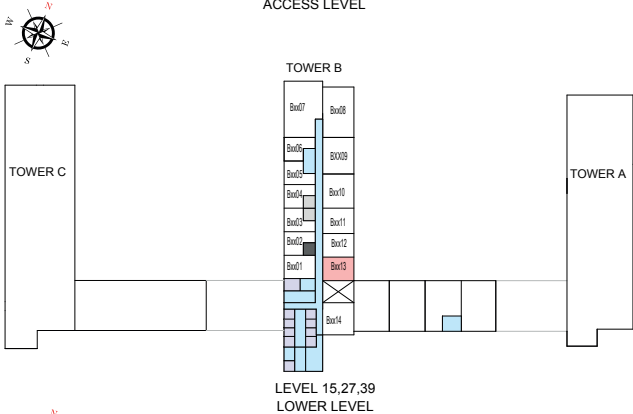 ACCESS LEVEL
N
W
E
S
TOWER B
Bxx07
Bxx08
Bxx06
BXX09
Bxx05
TOWER C
TOWER A
Bxx04
Bxx10
Bxx03
Bxx11
Bxx02
Bxx12
Bxx01
Bxx13
Bxx14
LEVEL 15,27,39
LOWER LEVEL
N